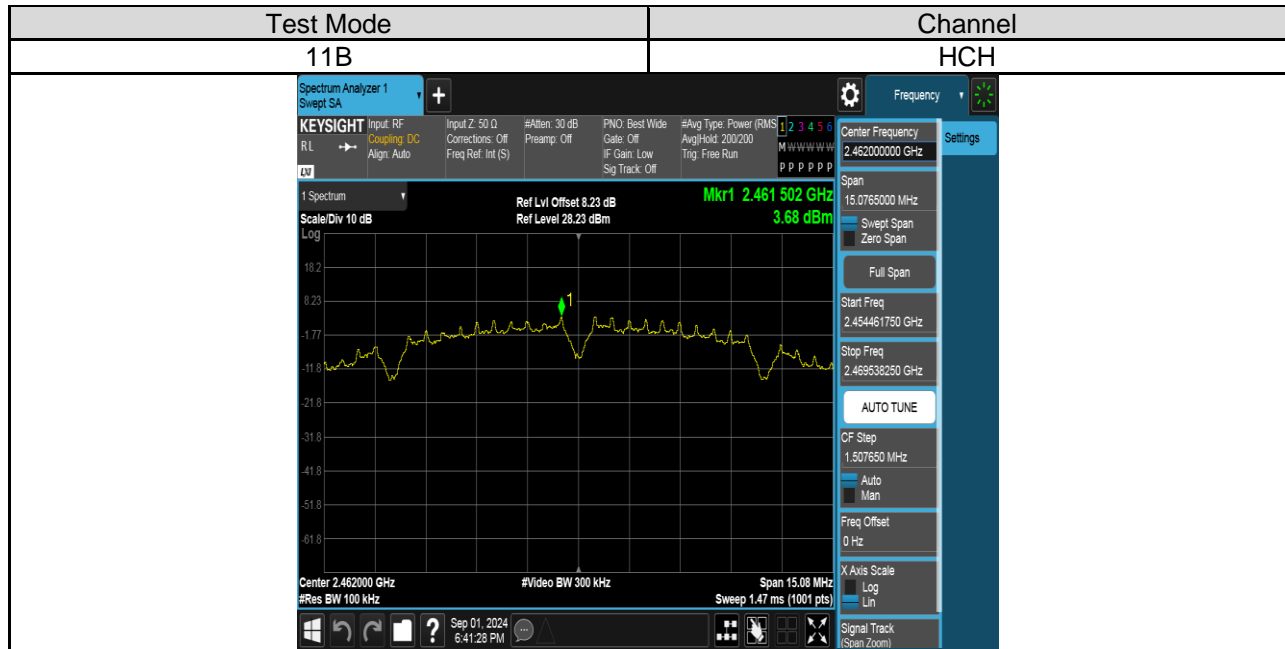 Test Mode Channel
11B HCH
Spectrum Analyzer 1
Swept SA
+
Frequency
KEYSIGHT Input: RF Input Z: 50 Ω #Atten: 30 dB PNO: Best Wide #Avg Type: Power (RMS 1 2 3 4 5 6
RL Coupling: DC Corrections: Off Preamp: Off Gate: Off Avg|Hold: 200/200 M W W W W W
Align: Auto Freq Ref: Int (S) IF Gain: Low Trig: Free Run
LXI Sig Track: Off P P P P P P
1 Spectrum Ref Lvl Offset 8.23 dB Mkr1 2.461 502 GHz
Scale/Div 10 dB Ref Level 28.23 dBm 3.68 dBm
Log
18.2
8.23
1
-1.77
-11.8
-21.8
-31.8
-41.8
-51.8
-61.8
Center 2.462000 GHz #Video BW 300 kHz Span 15.08 MHz
#Res BW 100 kHz Sweep 1.47 ms (1001 pts)
Center Frequency
2.462000000 GHz
Settings
Span
15.0765000 MHz
Swept Span
Zero Span
Full Span
Start Freq
2.454461750 GHz
Stop Freq
2.469538250 GHz
AUTO TUNE
CF Step
1.507650 MHz
Auto
Man
Freq Offset
0 Hz
X Axis Scale
Log
Lin
Signal Track
(Span Zoom)
? Sep 01, 2024
6:41:28 PM